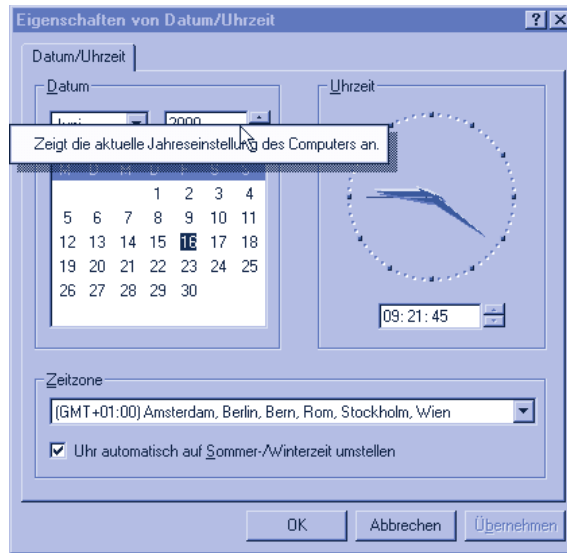 Eigenschaften von Datum/Uhrzeit
Datum/Uhrzeit
Datum
Juni 2000
Zeigt die aktuelle Jahreseinstellung des Computers an.
M D M D F S S
1 2 3 4
5 6 7 8 9 10 11
12 13 14 15 16 17 18
19 20 21 22 23 24 25
26 27 28 29 30
Uhrzeit
09:21:45
Zeitzone
(GMT+01:00) Amsterdam, Berlin, Bern, Rom, Stockholm, Wien
Uhr automatisch auf Sommer-/Winterzeit umstellen
OK Abbrechen Übernehmen